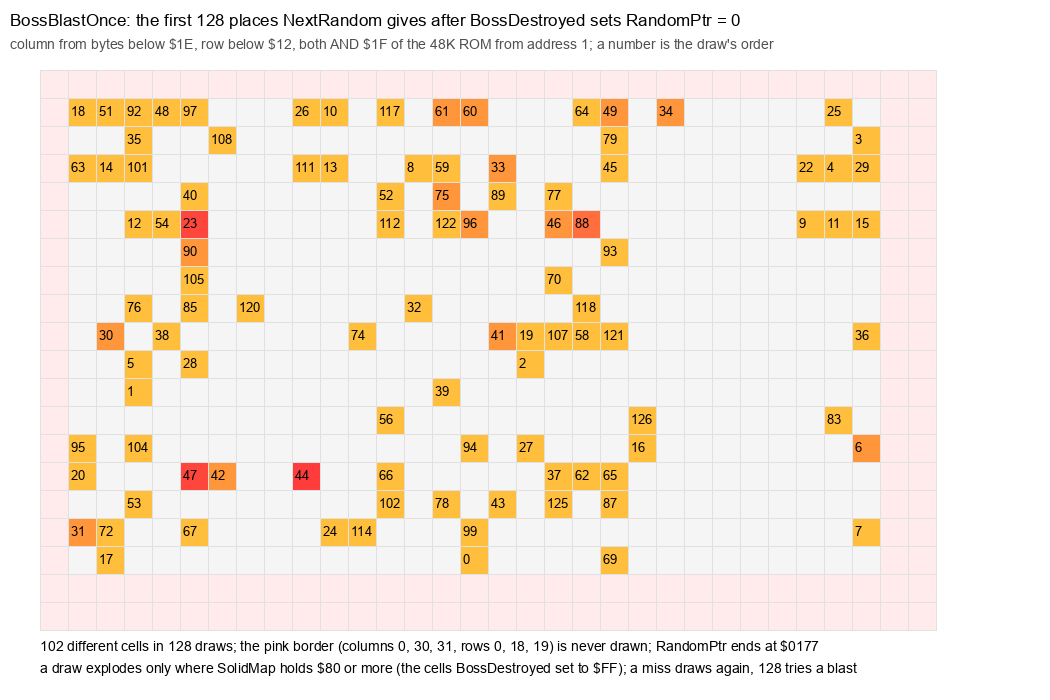 BossBlastOnce: the first 128 places NextRandom gives after BossDestroyed sets RandomPtr = 0
column from bytes below $1E, row below $12, both AND $1F of the 48K ROM from address 1; a number is the draw's order
18 51 92 48 97 26 10 117 61 60 64 49 34 25
35 108 79 3
63 14 101 111 13 8 59 33 45 22 4 29
40 52 75 89 77
12 54 23 112 122 96 46 88 9 11 15
90 93
105 70
76 85 120 32 118
30 38 74 41 19 107 58 121 36
5 28 2
1 39
56 126 83
95 104 94 27 16 6
20 47 42 44 66 37 62 65
53 102 78 43 125 87
31 72 67 24 114 99 7
17 0 69
102 different cells in 128 draws; the pink border (columns 0, 30, 31, rows 0, 18, 19) is never drawn; RandomPtr ends at $0177
a draw explodes only where SolidMap holds $80 or more (the cells BossDestroyed set to $FF); a miss draws again, 128 tries a blast